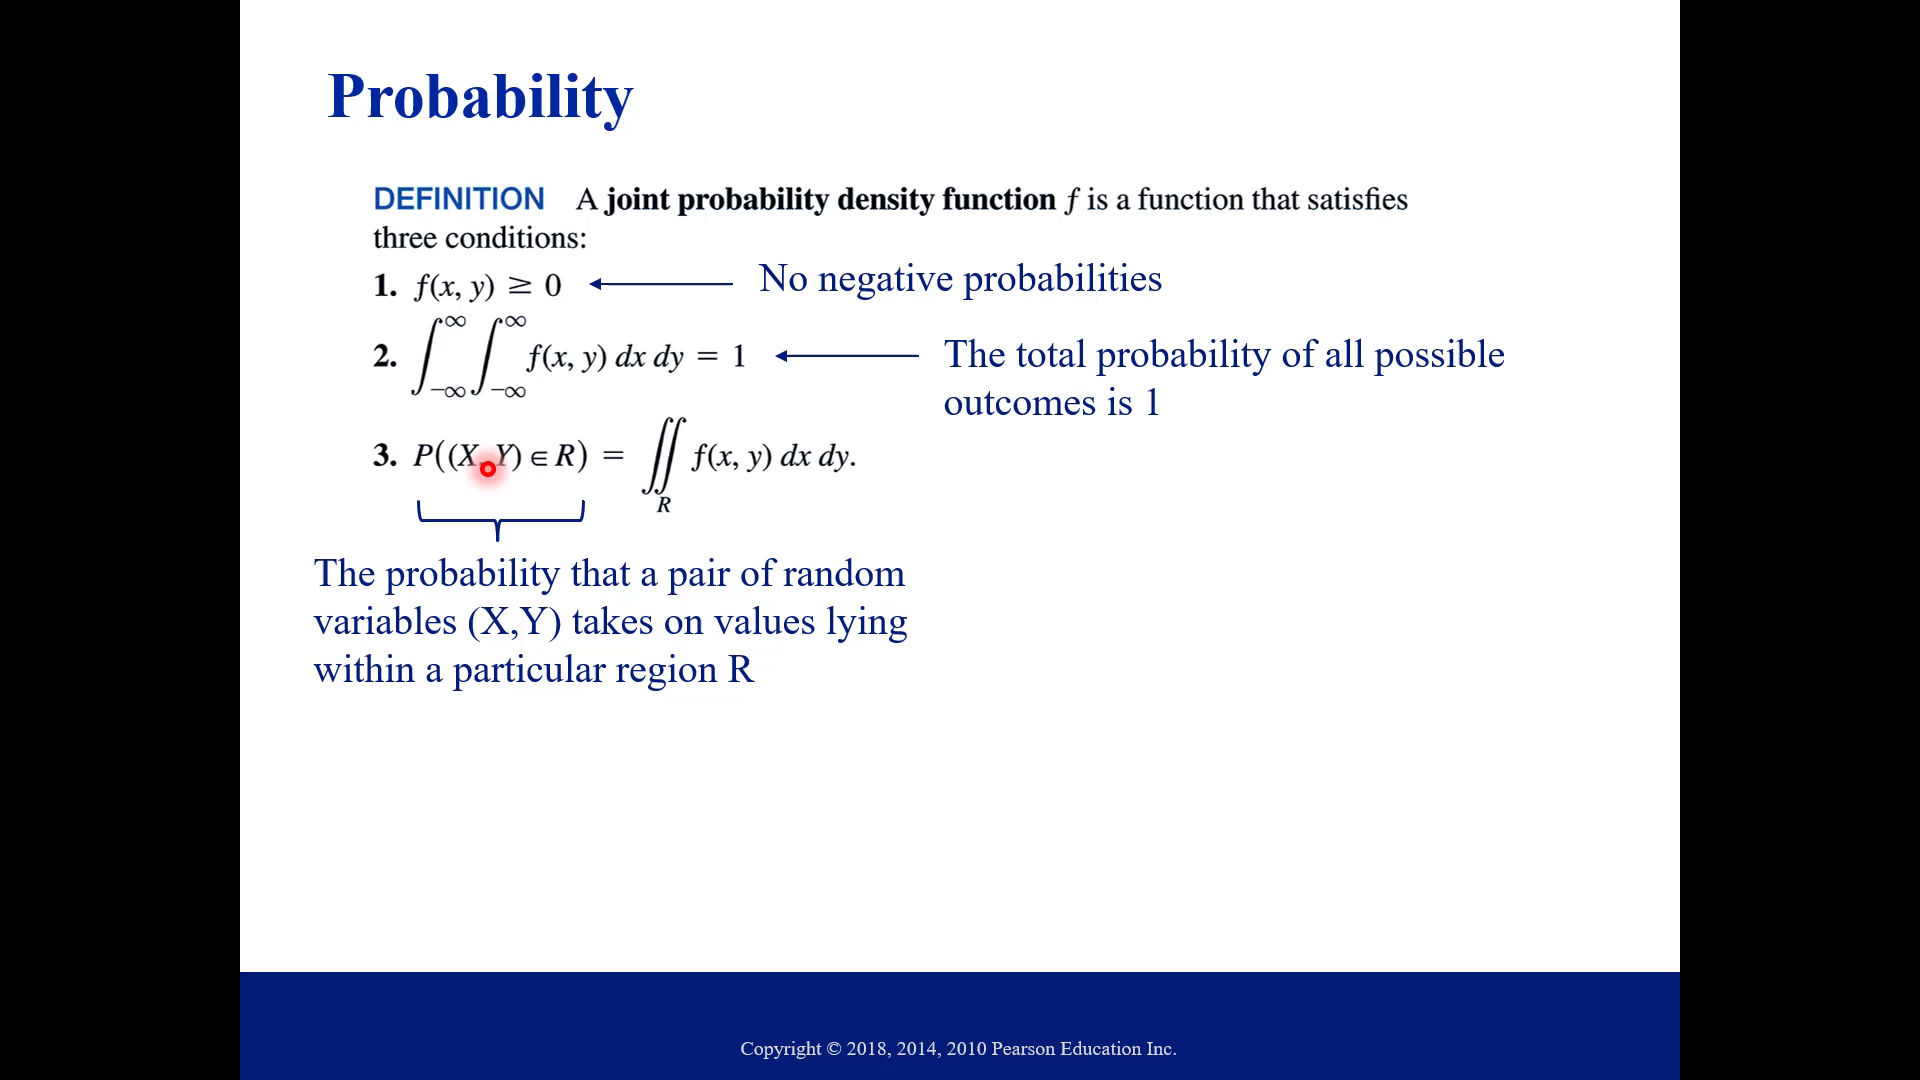 Probability
DEFINITION A joint probability density function f is a function that satisfies
three conditions:
1. f(x, y) ≥ 0 No negative probabilities
2. ∫_{-∞}^{∞} ∫_{-∞}^{∞} f(x, y) dx dy = 1 The total probability of all possible
outcomes is 1
3. P((X, Y) ∈ R) = ∬_R f(x, y) dx dy.
The probability that a pair of random
variables (X,Y) takes on values lying
within a particular region R
Copyright © 2018, 2014, 2010 Pearson Education Inc.